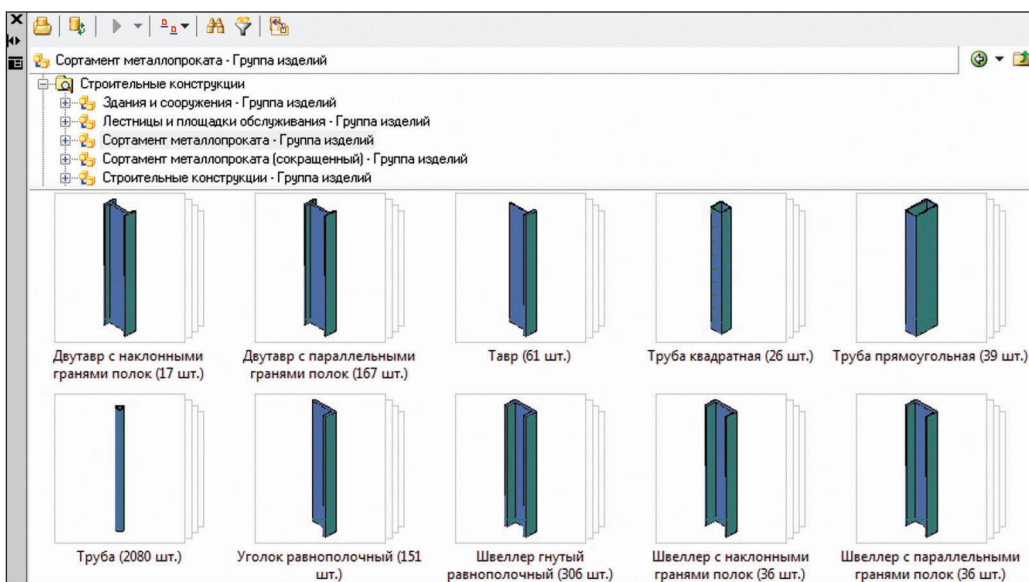 Сортамент металлопроката - Группа изделий
Строительные конструкции
Здания и сооружения - Группа изделий
Лестницы и площадки обслуживания - Группа изделий
Сортамент металлопроката - Группа изделий
Сортамент металлопроката (сокращенный) - Группа изделий
Строительные конструкции - Группа изделий
Двутавр с наклонными
гранями полок (17 шт.)
Двутавр с параллельными
гранями полок (167 шт.)
Тавр (61 шт.)
Труба квадратная (26 шт.)
Труба прямоугольная (39 шт.)
Труба (2080 шт.)
Уголок равнополочный (151
шт.)
Швеллер гнутый
равнополочный (306 шт.)
Швеллер с наклонными
гранями полок (36 шт.)
Швеллер с параллельными
гранями полок (36 шт.)